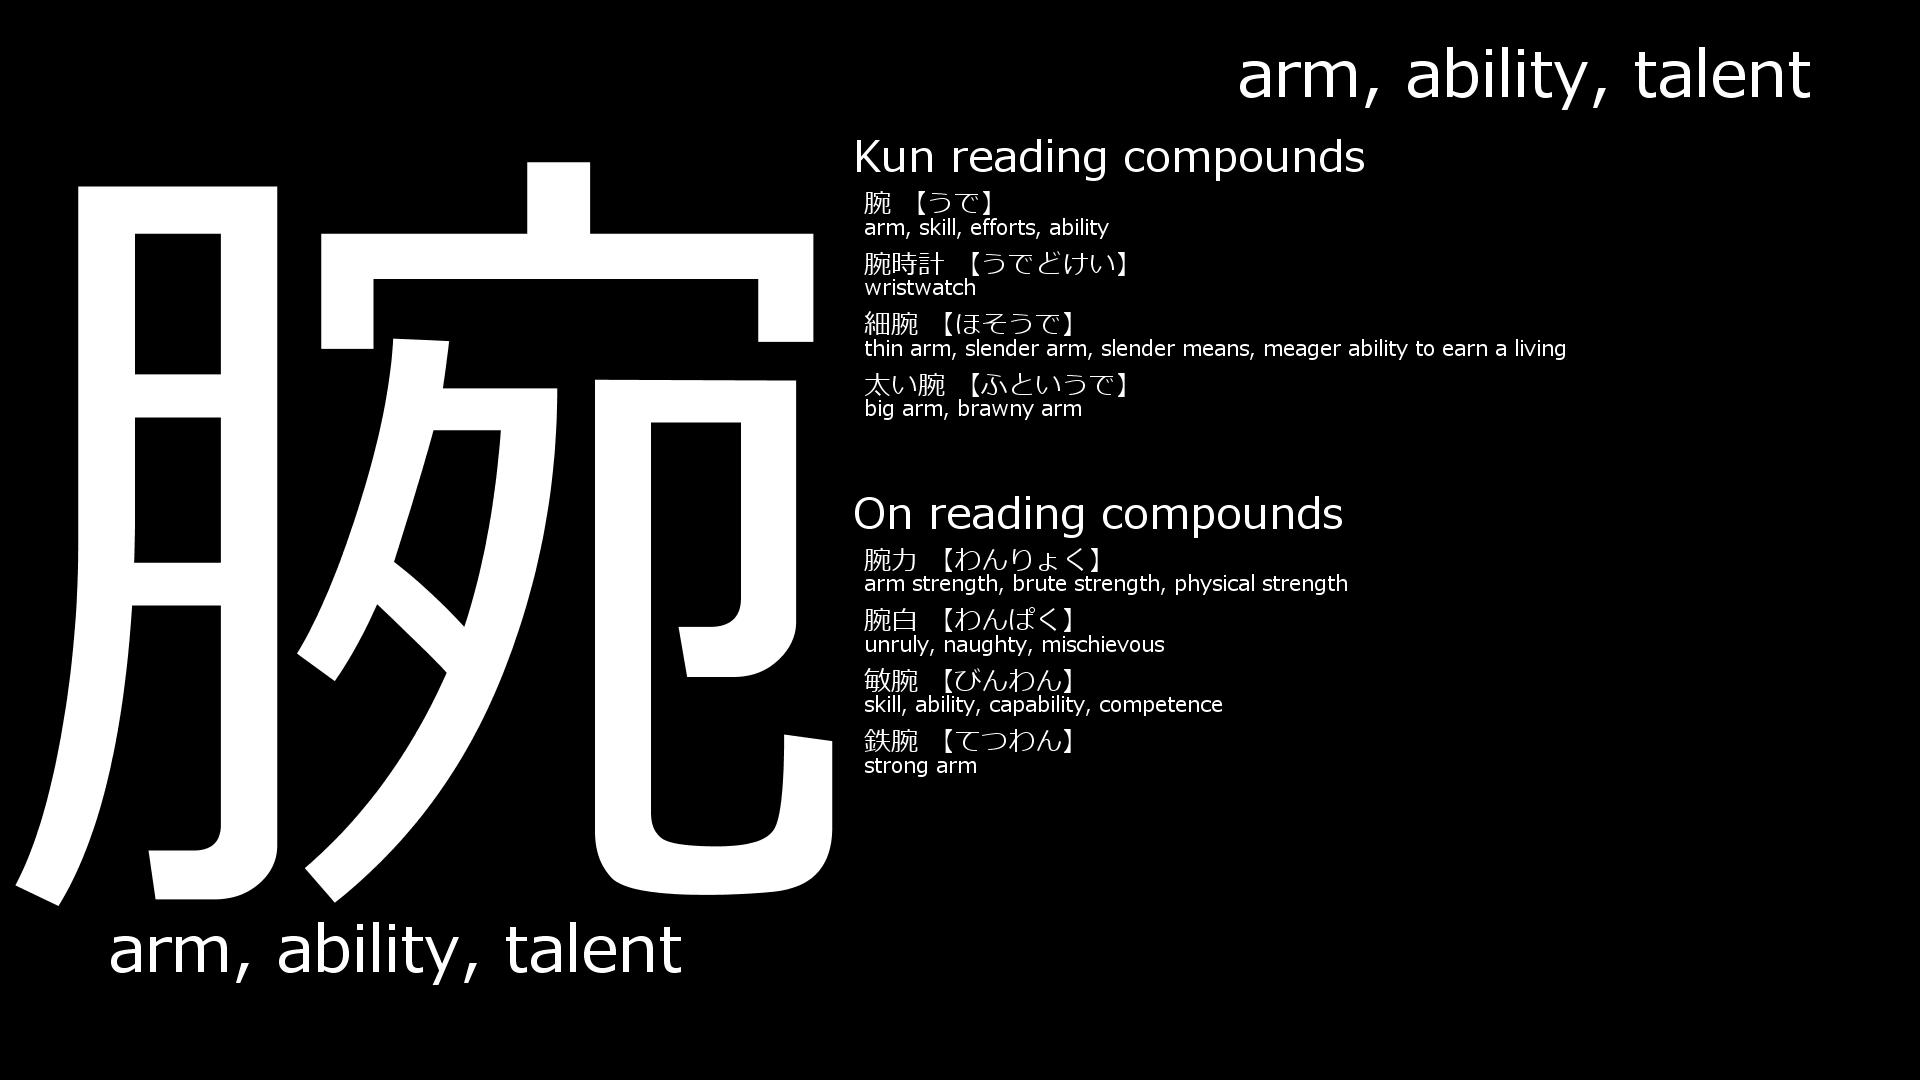 arm, ability, talent
腕
arm, ability, talent
Kun reading compounds
腕 【うで】
arm, skill, efforts, ability
腕時計 【うでどけい】
wristwatch
細腕 【ほそうで】
thin arm, slender arm, slender means, meager ability to earn a living
太い腕 【ふというで】
big arm, brawny arm
On reading compounds
腕力 【わんりょく】
arm strength, brute strength, physical strength
腕白 【わんぱく】
unruly, naughty, mischievous
敏腕 【びんわん】
skill, ability, capability, competence
鉄腕 【てつわん】
strong arm